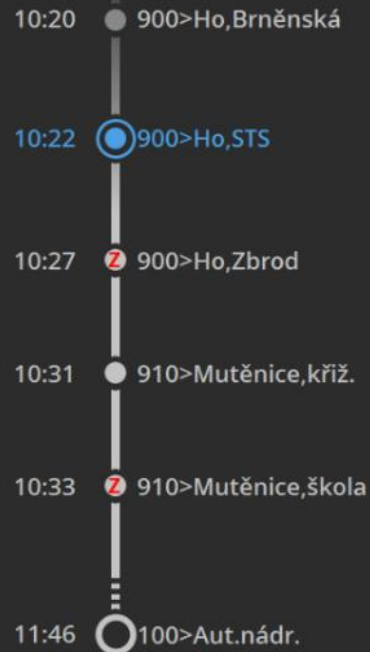 10:20 900>Ho,Brněnská
10:22 900>Ho,STS
10:27 Z 900>Ho,Zbrod
10:31 910>Mutěnice,křiž.
10:33 Z 910>Mutěnice,škola
11:46 100>Aut.nádr.